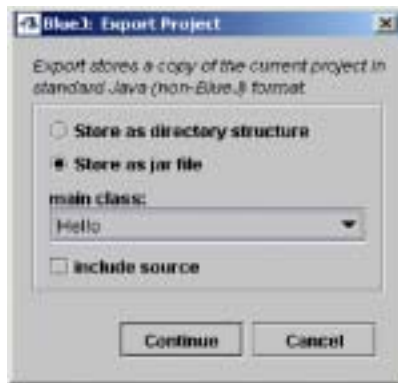 BlueJ: Export Project
Export stores a copy of the current project in
standard Java (non-BlueJ) format
Store as directory structure
Store as jar file
main class:
Hello
include source
Continue
Cancel